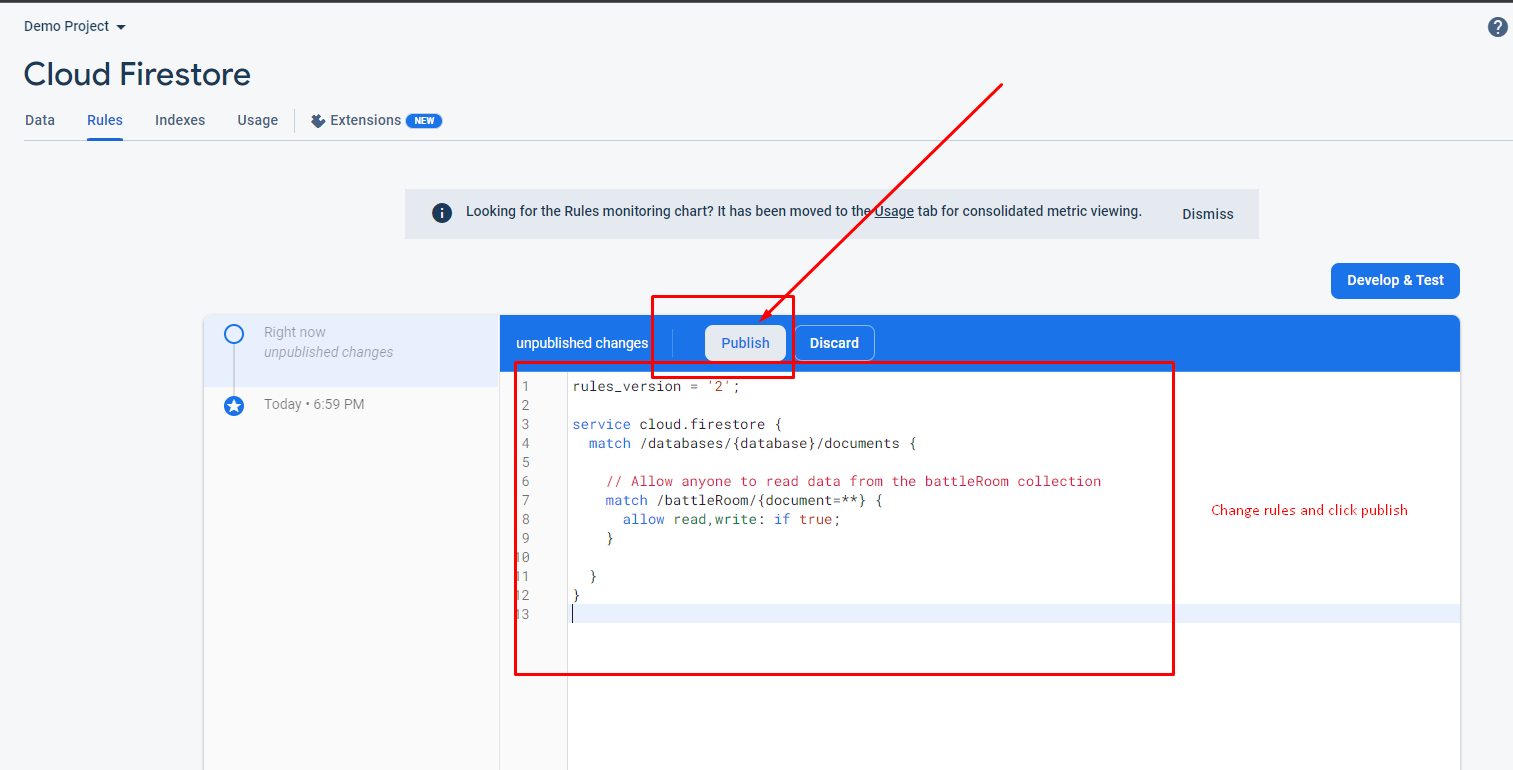 Demo Project
?
Cloud Firestore
Data Rules Indexes Usage Extensions NEW
i Looking for the Rules monitoring chart? It has been moved to the Usage tab for consolidated metric viewing. Dismiss
Develop & Test
Right now
unpublished changes
Today • 6:59 PM
unpublished changes Publish Discard
1 rules_version = '2';
2
3 service cloud.firestore {
4   match /databases/{database}/documents {
5
6     // Allow anyone to read data from the battleRoom collection
7     match /battleRoom/{document=**} {
8       allow read,write: if true;
9     }
10
11   }
12 }
13
Change rules and click publish